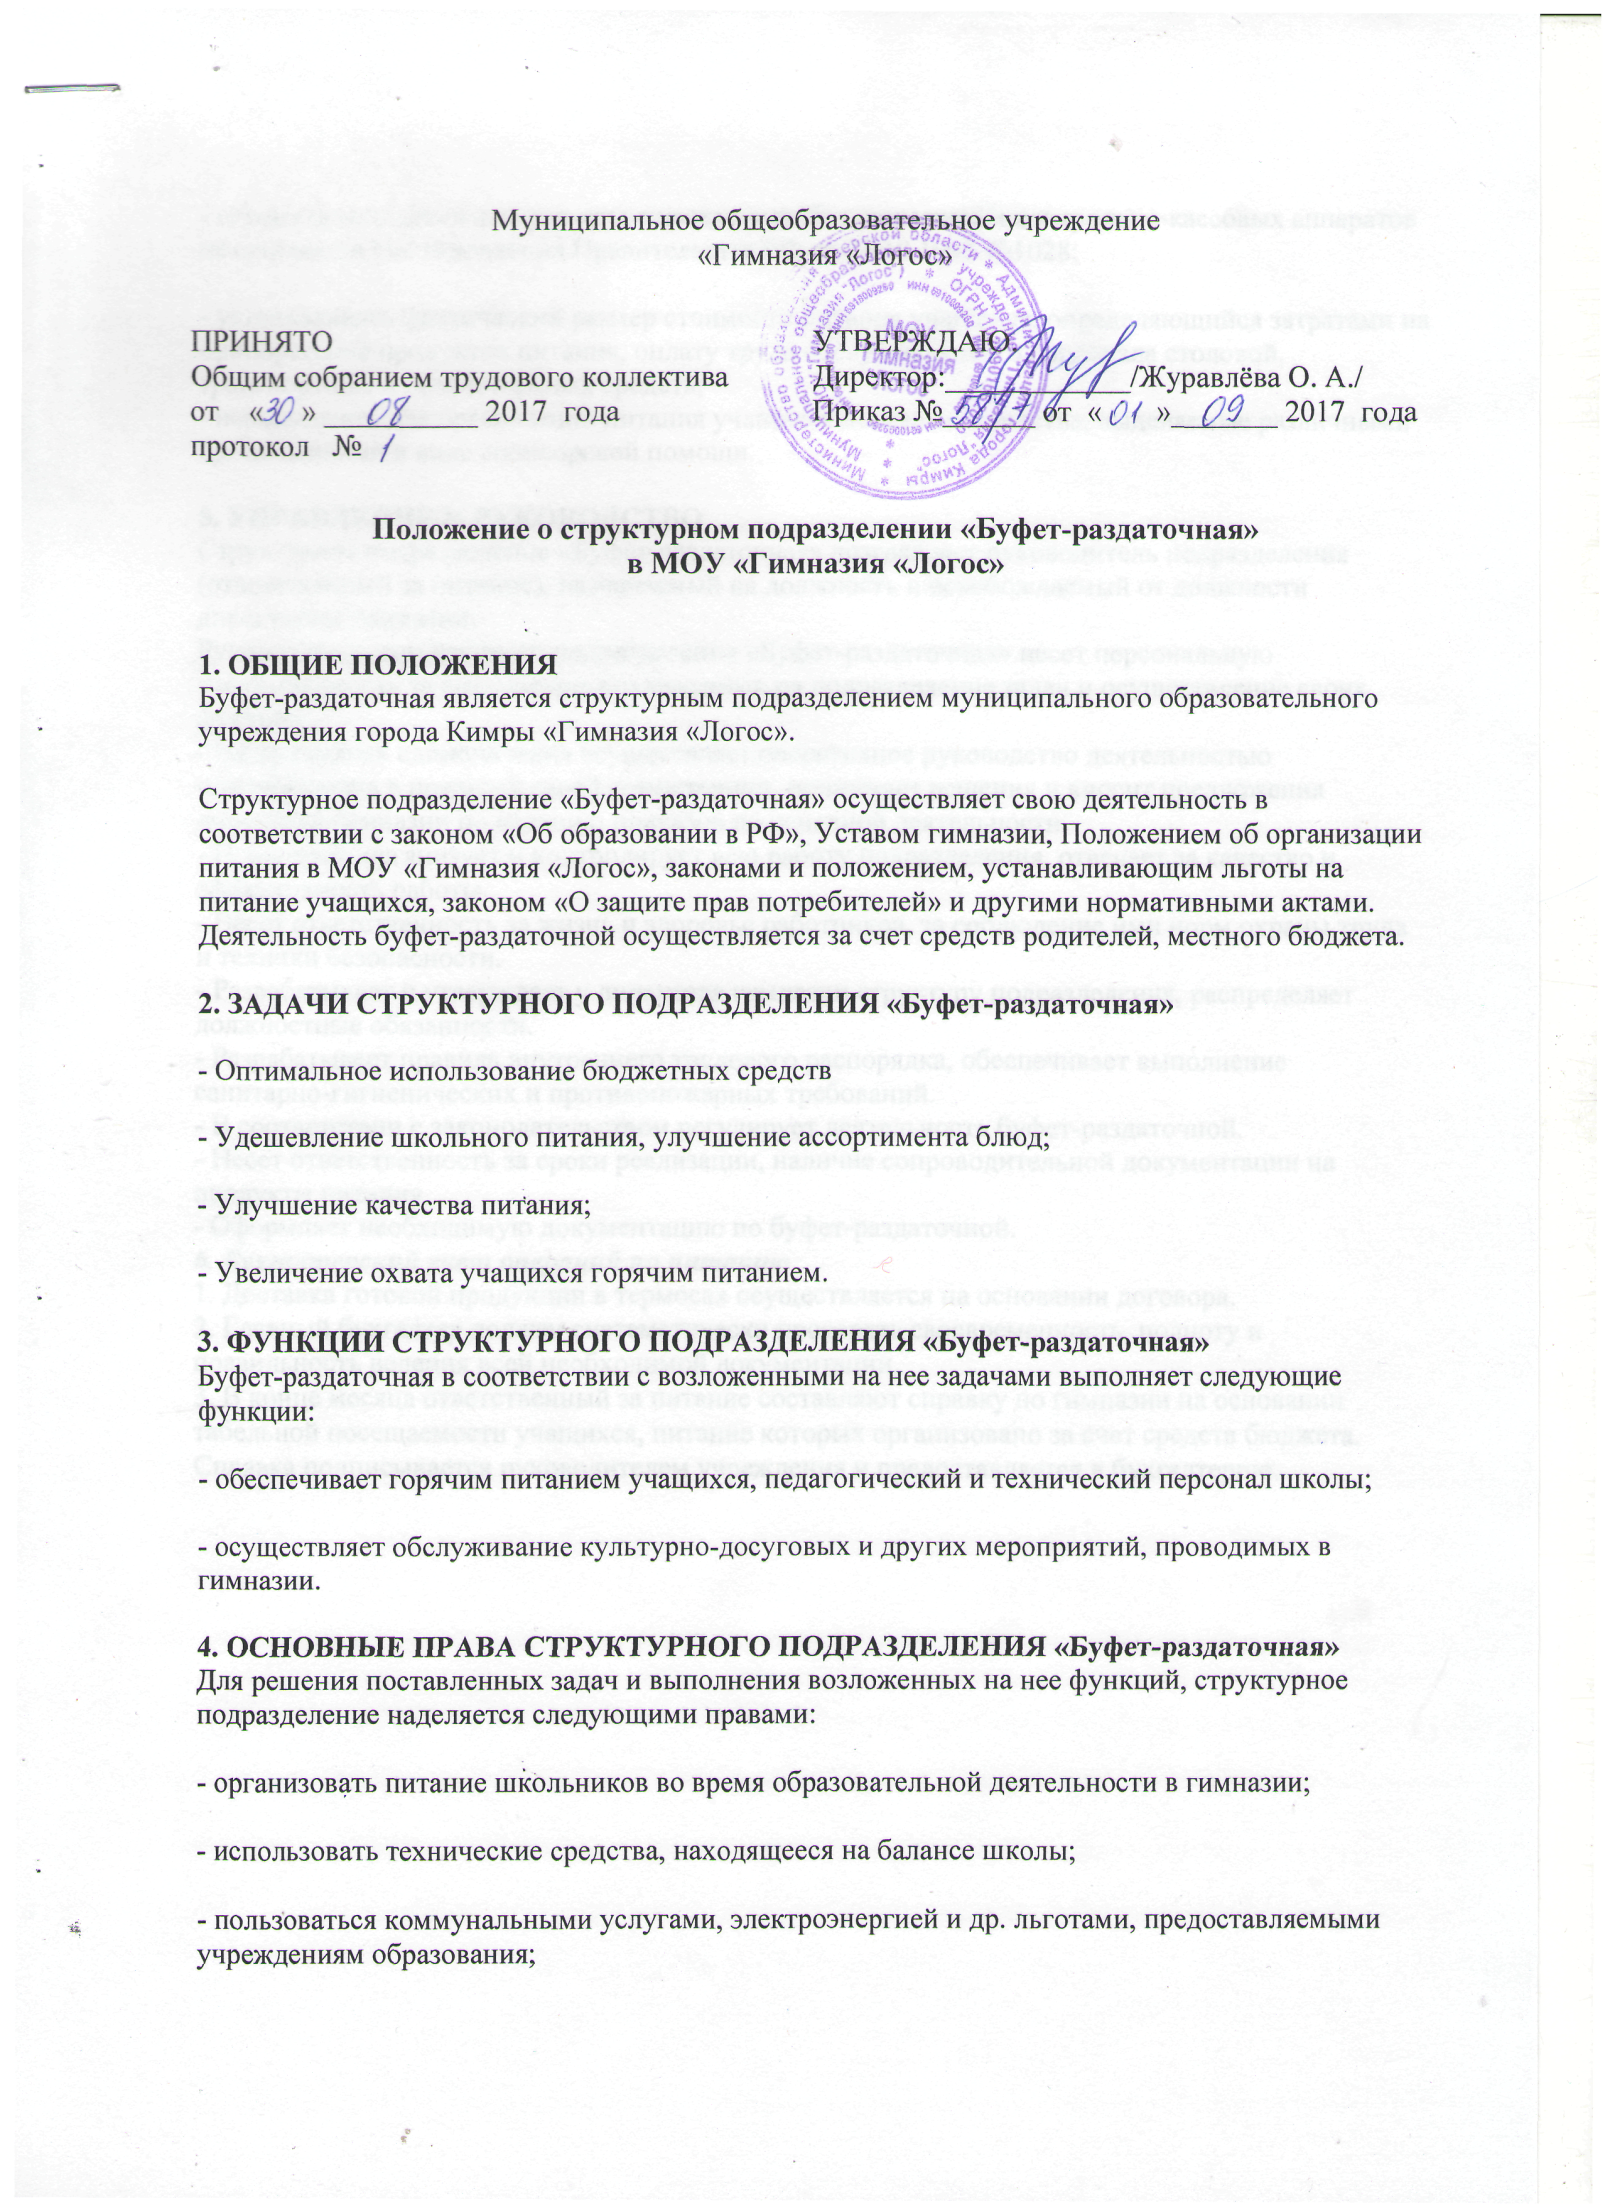 Муниципальное общеобразовательное учреждение
«Гимназия «Логос»
ПРИНЯТО
Общим собранием трудового коллектива
от «30» 08 2017 года
протокол № 1
УТВЕРЖДАЮ
Директор: /Журавлёва О. А./
Приказ № от «01» 09 2017 года
МОУ
"Гимназия
"Логос"
Положение о структурном подразделении «Буфет-раздаточная»
в МОУ «Гимназия «Логос»
1. ОБЩИЕ ПОЛОЖЕНИЯ
Буфет-раздаточная является структурным подразделением муниципального образовательного
учреждения города Кимры «Гимназия «Логос».
Структурное подразделение «Буфет-раздаточная» осуществляет свою деятельность в
соответствии с законом «Об образовании в РФ», Уставом гимназии, Положением об организации
питания в МОУ «Гимназия «Логос», законами и положением, устанавливающим льготы на
питание учащихся, законом «О защите прав потребителей» и другими нормативными актами.
Деятельность буфет-раздаточной осуществляется за счет средств родителей, местного бюджета.
2. ЗАДАЧИ СТРУКТУРНОГО ПОДРАЗДЕЛЕНИЯ «Буфет-раздаточная»
- Оптимальное использование бюджетных средств
- Удешевление школьного питания, улучшение ассортимента блюд;
- Улучшение качества питания;
- Увеличение охвата учащихся горячим питанием.
3. ФУНКЦИИ СТРУКТУРНОГО ПОДРАЗДЕЛЕНИЯ «Буфет-раздаточная»
Буфет-раздаточная в соответствии с возложенными на нее задачами выполняет следующие
функции:
- обеспечивает горячим питанием учащихся, педагогический и технический персонал школы;
- осуществляет обслуживание культурно-досуговых и других мероприятий, проводимых в
гимназии.
4. ОСНОВНЫЕ ПРАВА СТРУКТУРНОГО ПОДРАЗДЕЛЕНИЯ «Буфет-раздаточная»
Для решения поставленных задач и выполнения возложенных на нее функций, структурное
подразделение наделяется следующими правами:
- организовать питание школьников во время образовательной деятельности в гимназии;
- использовать технические средства, находящееся на балансе школы;
- пользоваться коммунальными услугами, электроэнергией и др. льготами, предоставляемыми
учреждениям образования;